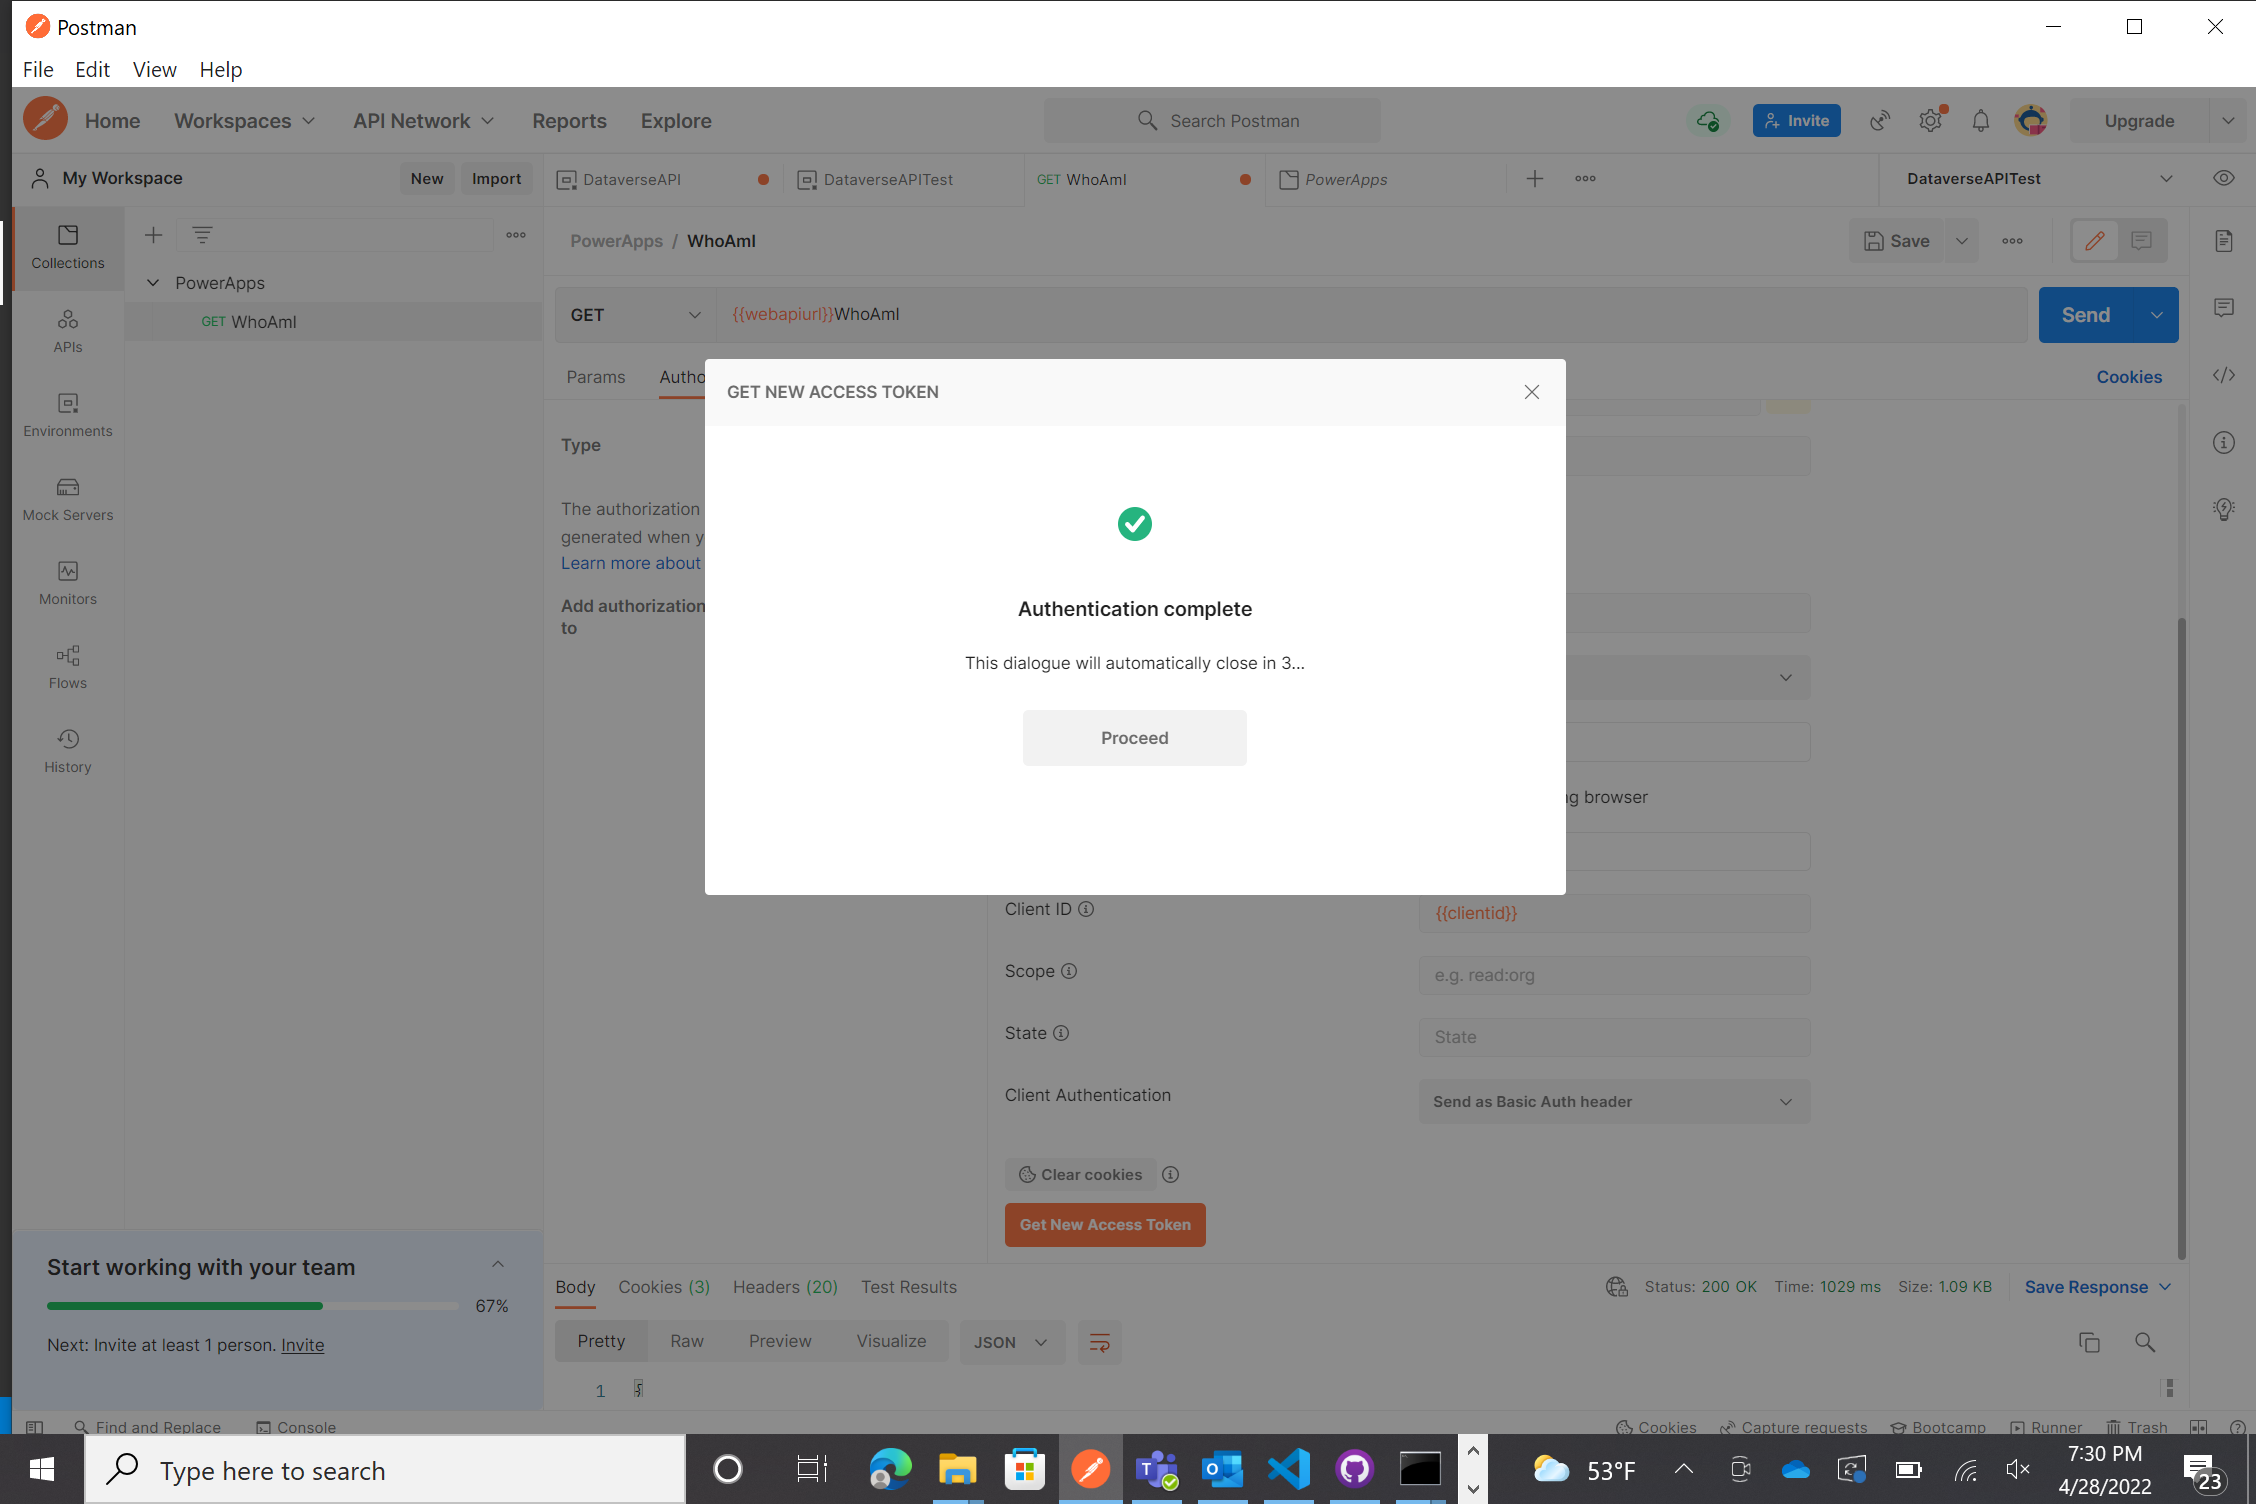 Postman
File Edit View Help
Home Workspaces API Network Reports Explore Search Postman Invite Upgrade
My Workspace New Import DataverseAPI DataverseAPITest GET WhoAmI PowerApps DataverseAPITest
Collections
PowerApps
GET WhoAmI
APIs
Environments
Mock Servers
Monitors
Flows
History
PowerApps / WhoAmI Save
GET {{webapiurl}}WhoAmI Send
Params Autho Cookies
GET NEW ACCESS TOKEN
Type
The authorization
generated when y
Learn more about
Add authorization
to
Authentication complete
This dialogue will automatically close in 3...
Proceed
g browser
Client ID {{clientid}}
Scope e.g. read:org
State State
Client Authentication Send as Basic Auth header
Clear cookies
Get New Access Token
Start working with your team
67%
Next: Invite at least 1 person. Invite
Body Cookies (3) Headers (20) Test Results Status: 200 OK Time: 1029 ms Size: 1.09 KB Save Response
Pretty Raw Preview Visualize JSON
1 {
Find and Replace Console Cookies Capture requests Bootcamp Runner Trash
Type here to search 53°F 7:30 PM
4/28/2022 23